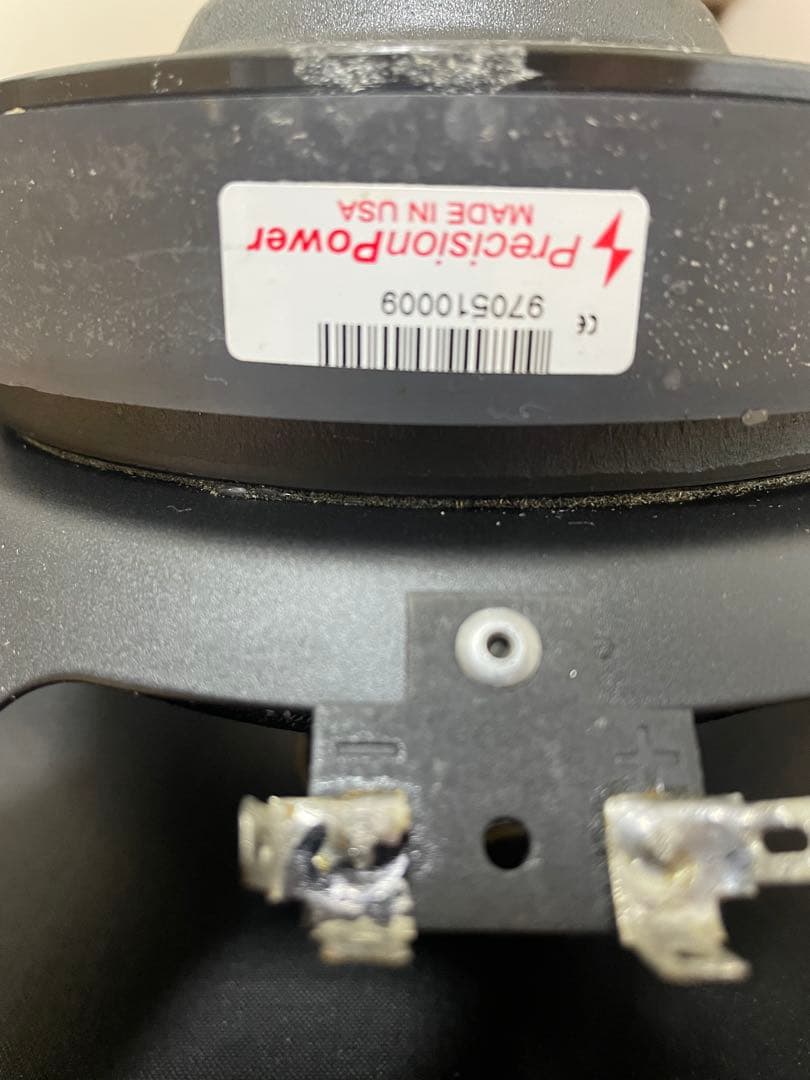 PrecisionPower
MADE IN USA
970510009
CE
− +